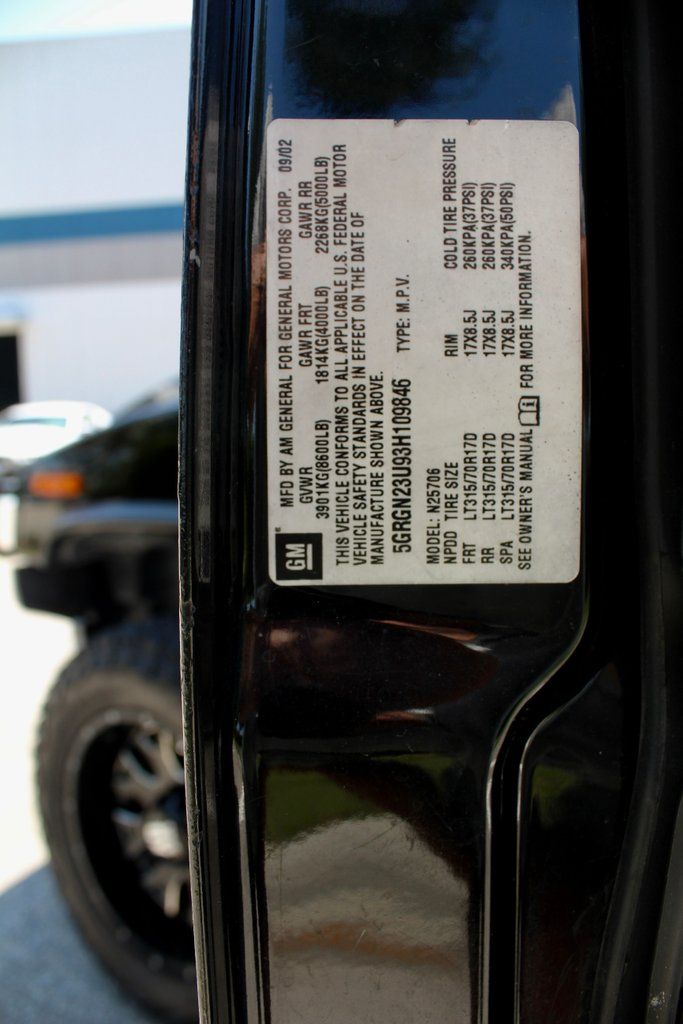 GM
MFD BY AM GENERAL FOR GENERAL MOTORS CORP. 09/02
GVWR GAWR FRT GAWR RR
3901KG(8600LB) 1814KG(4000LB) 2268KG(5000LB)
THIS VEHICLE CONFORMS TO ALL APPLICABLE U.S. FEDERAL MOTOR
VEHICLE SAFETY STANDARDS IN EFFECT ON THE DATE OF
MANUFACTURE SHOWN ABOVE.
5GRGN23U93H109846 TYPE: M.P.V.
MODEL: N25706
NPDD TIRE SIZE RIM COLD TIRE PRESSURE
FRT LT315/70R17D 17X8.5J 260KPA(37PSI)
RR LT315/70R17D 17X8.5J 260KPA(37PSI)
SPA LT315/70R17D 17X8.5J 340KPA(50PSI)
SEE OWNER'S MANUAL FOR MORE INFORMATION.